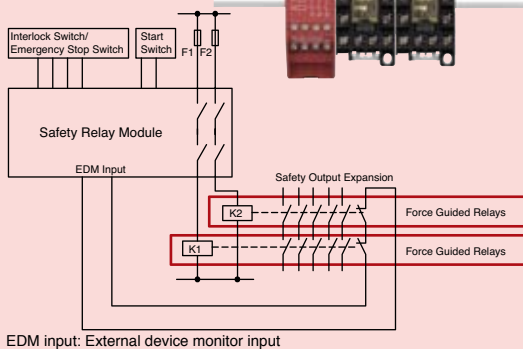 Interlock Switch/
Emergency Stop Switch
Start
Switch
F1 F2
Safety Relay Module
EDM Input
Safety Output Expansion
K2
Force Guided Relays
K1
Force Guided Relays
EDM input: External device monitor input